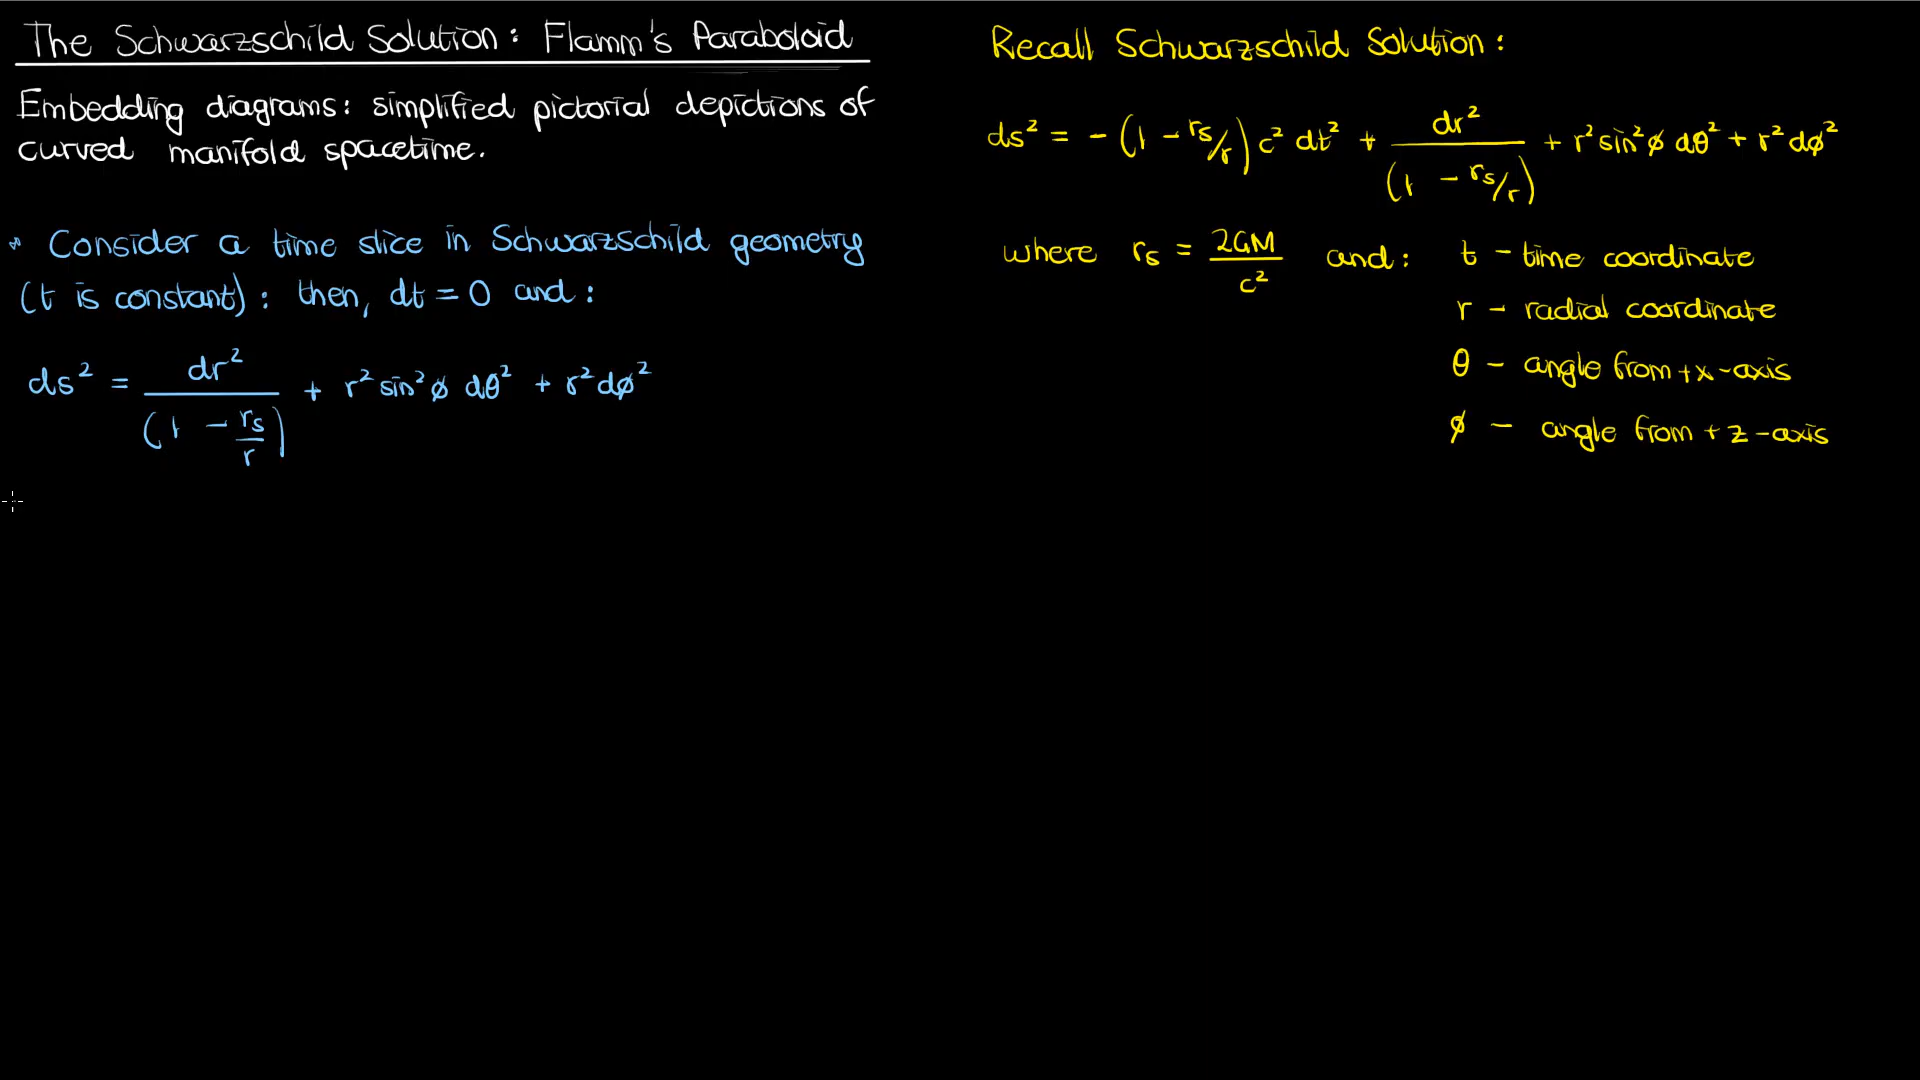 The Schwarzschild Solution: Flamm's Paraboloid
Embedding diagrams: simplified pictorial depictions of
curved manifold spacetime.
* Consider a time slice in Schwarzschild geometry
(t is constant): then, dt = 0 and:
ds² = dr² / (1 - rs/r) + r² sin² ϕ dθ² + r² dϕ²
Recall Schwarzschild Solution:
ds² = -(1 - rs/r) c² dt² + dr² / (1 - rs/r) + r² sin² ϕ dθ² + r² dϕ²
where rs = 2GM / c² and: t - time coordinate
r - radial coordinate
θ - angle from +x-axis
ϕ - angle from +z-axis